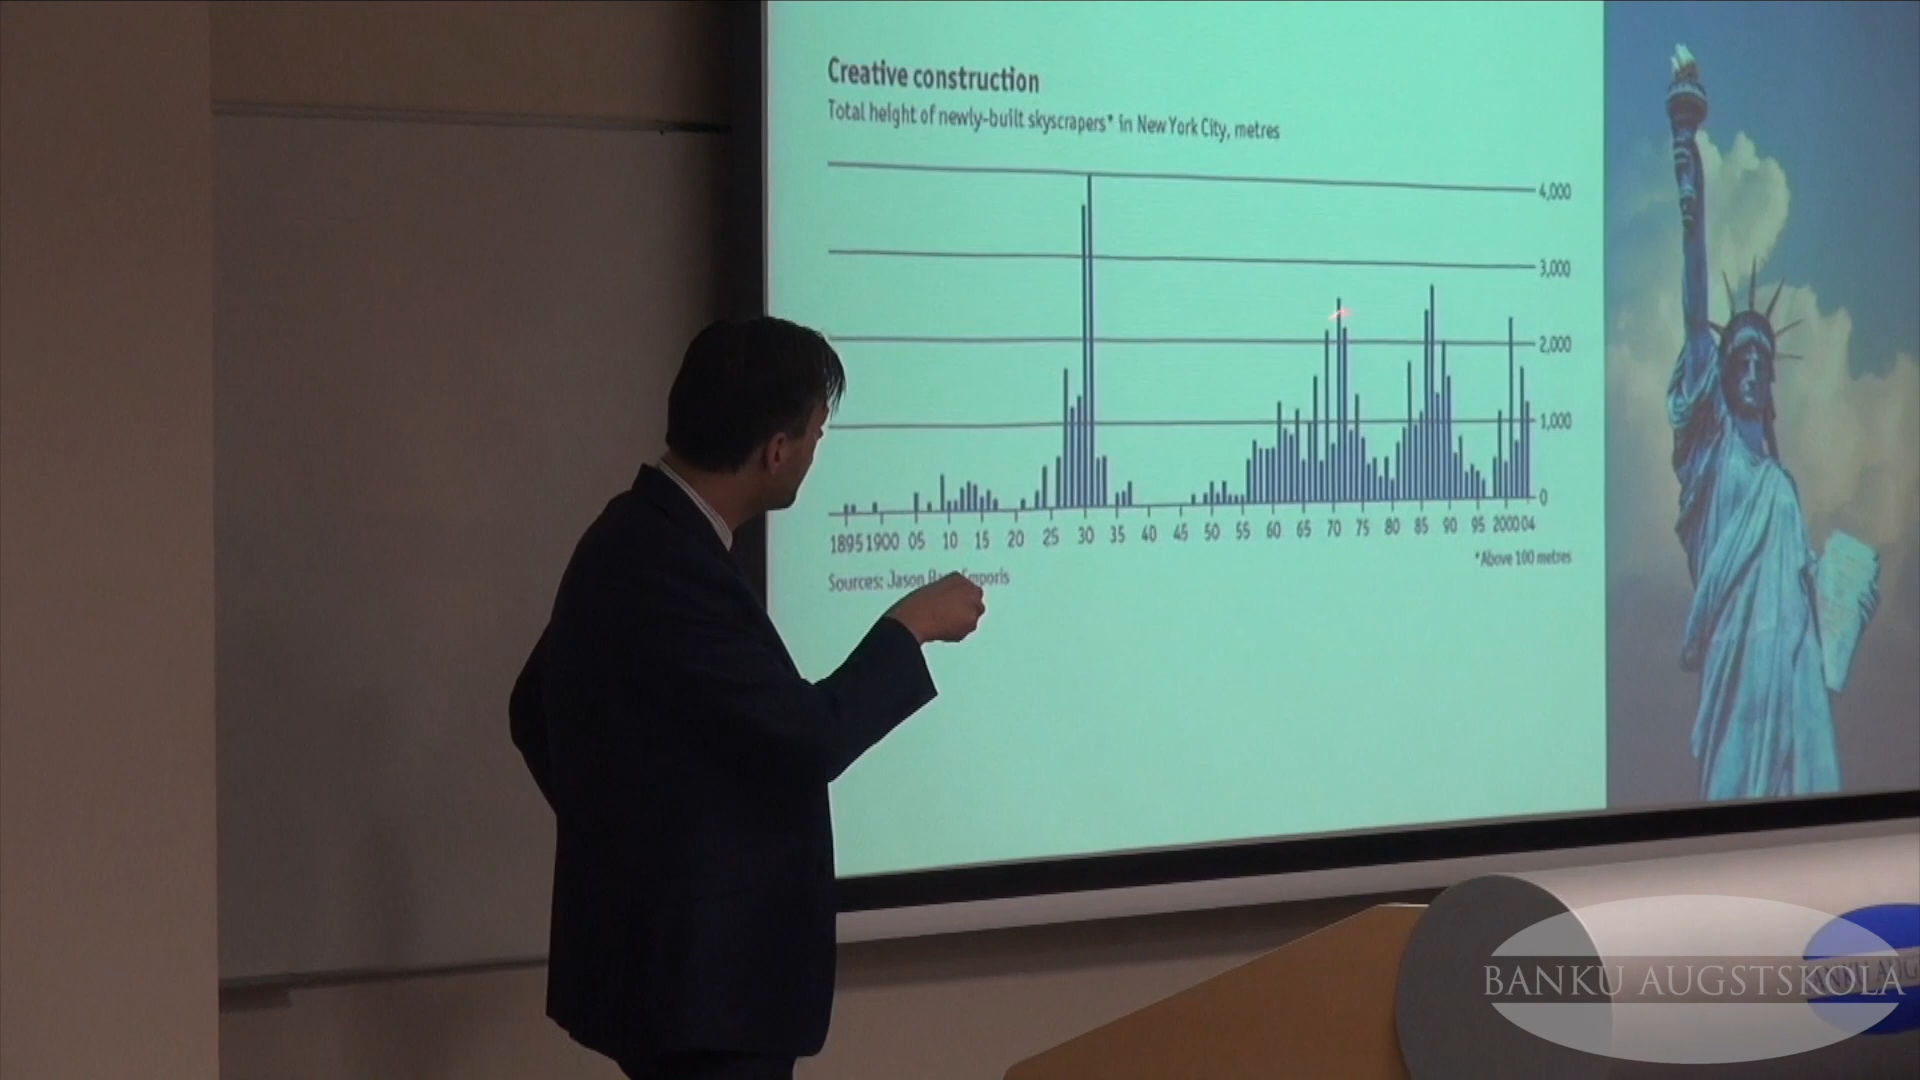 Creative construction
Total height of newly-built skyscrapers* in New York City, metres
4,000
3,000
2,000
1,000
0
1895 1900 05 10 15 20 25 30 35 40 45 50 55 60 65 70 75 80 85 90 95 2000 04
*Above 100 metres
Sources: Jason Emporis
BANKU AUGSTSKOLA